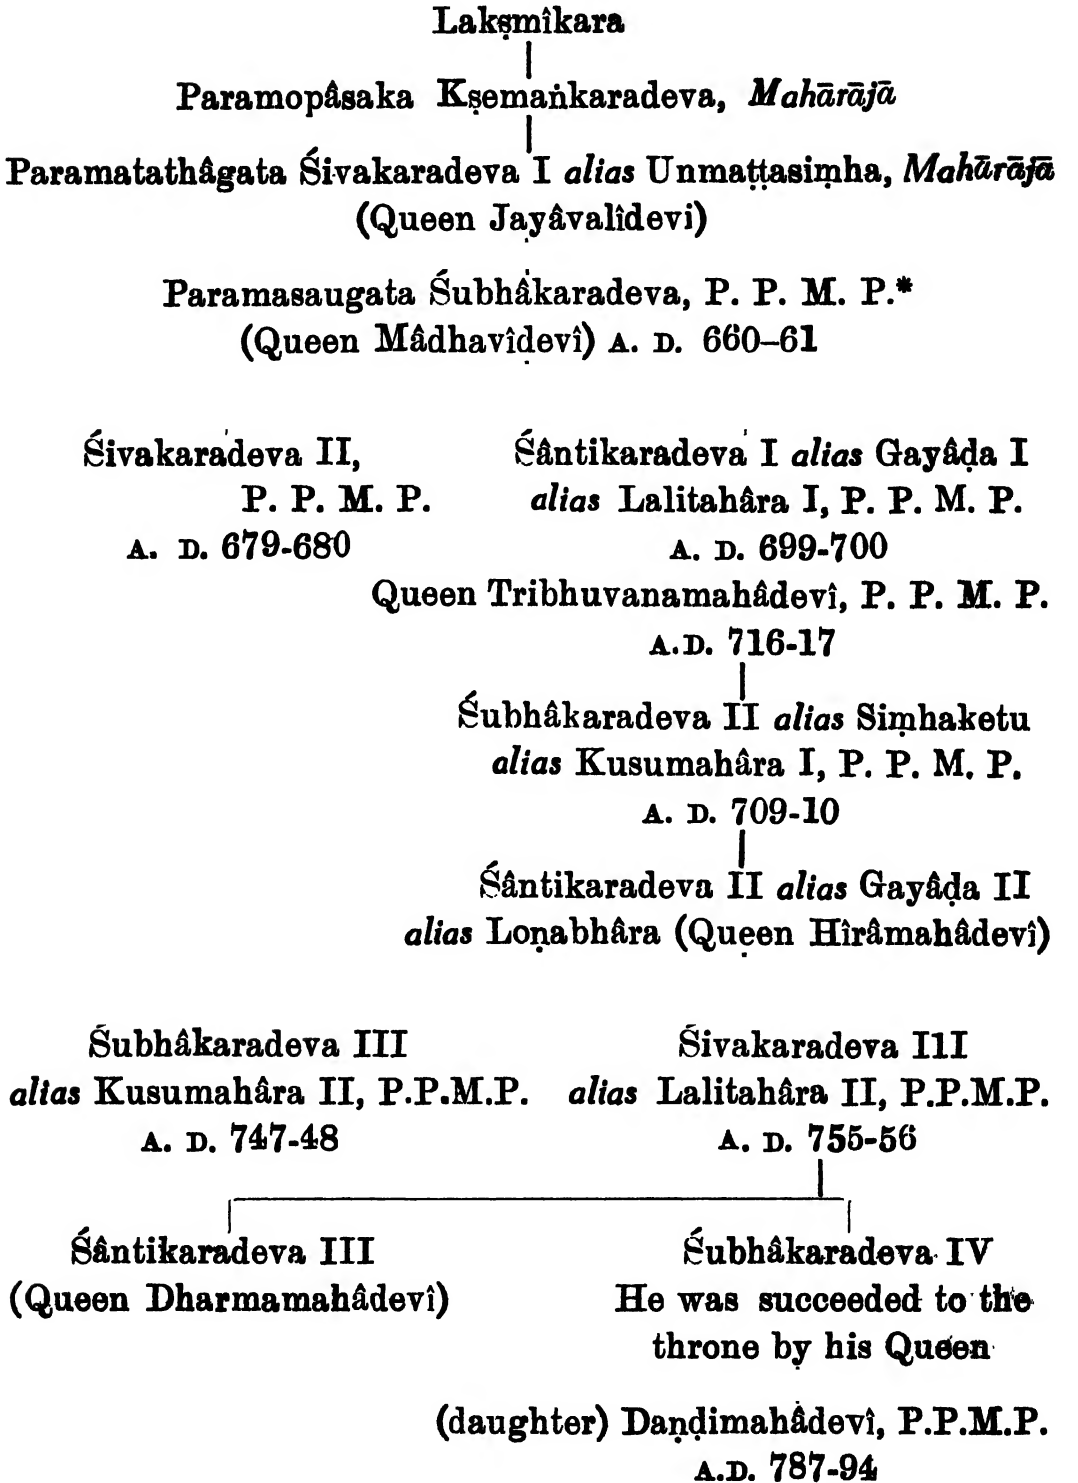 Lakṣmîkara
Paramopâsaka Kṣemaṅkaradeva, Mahārājā
Paramatathâgata Śivakaradeva I alias Unmaṭṭasiṃha, Mahārājā
(Queen Jayâvalîdevi)
Paramasaugata Śubhâkaradeva, P. P. M. P.*
(Queen Mâdhavîdevî) A. D. 660–61
Śivakaradeva II,
P. P. M. P.
A. D. 679-680
Śântikaradeva I alias Gayâḍa I
alias Lalitahâra I, P. P. M. P.
A. D. 699-700
Queen Tribhuvanamahâdevî, P. P. M. P.
A.D. 716-17
Śubhâkaradeva II alias Siṃhaketu
alias Kusumahâra I, P. P. M. P.
A. D. 709-10
Śântikaradeva II alias Gayâḍa II
alias Loṇabhâra (Queen Hîrâmahâdevî)
Śubhâkaradeva III
alias Kusumahâra II, P.P.M.P.
A. D. 747-48
Śivakaradeva III
alias Lalitahâra II, P.P.M.P.
A. D. 755-56
Śântikaradeva III
(Queen Dharmamahâdevî)
Śubhâkaradeva IV
He was succeeded to the
throne by his Queen
(daughter) Daṇḍimahâdevî, P.P.M.P.
A.D. 787-94